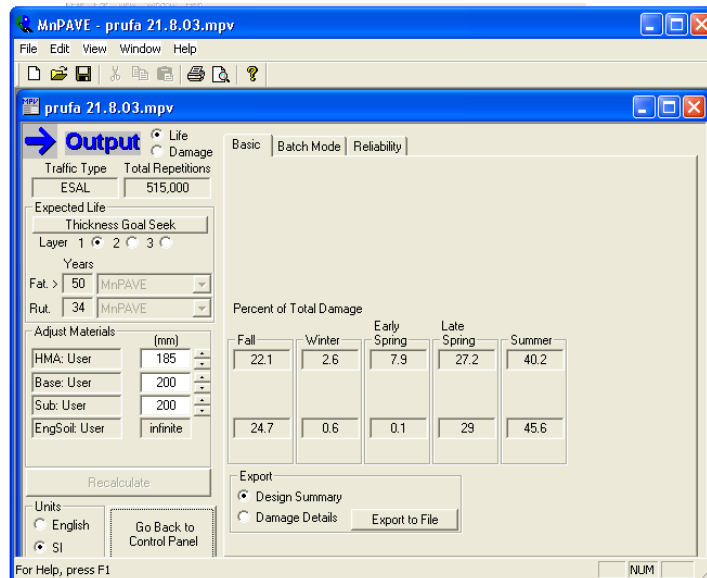 MnPAVE - prufa 21.8.03.mpv
File Edit View Window Help
MPV prufa 21.8.03.mpv
Output Life
Damage
Traffic Type Total Repetitions
ESAL 515,000
Expected Life
Thickness Goal Seek
Layer 1 2 3
Years
Fat. > 50 MnPAVE
Rut. 34 MnPAVE
Adjust Materials (mm)
HMA: User 185
Base: User 200
Sub: User 200
EngSoil: User infinite
Recalculate
Units
English
SI
Go Back to
Control Panel
Basic Batch Mode Reliability
Percent of Total Damage
Fall Winter Early Spring Late Spring Summer
22.1 2.6 7.9 27.2 40.2
24.7 0.6 0.1 29 45.6
Export
Design Summary
Damage Details Export to File
For Help, press F1 NUM